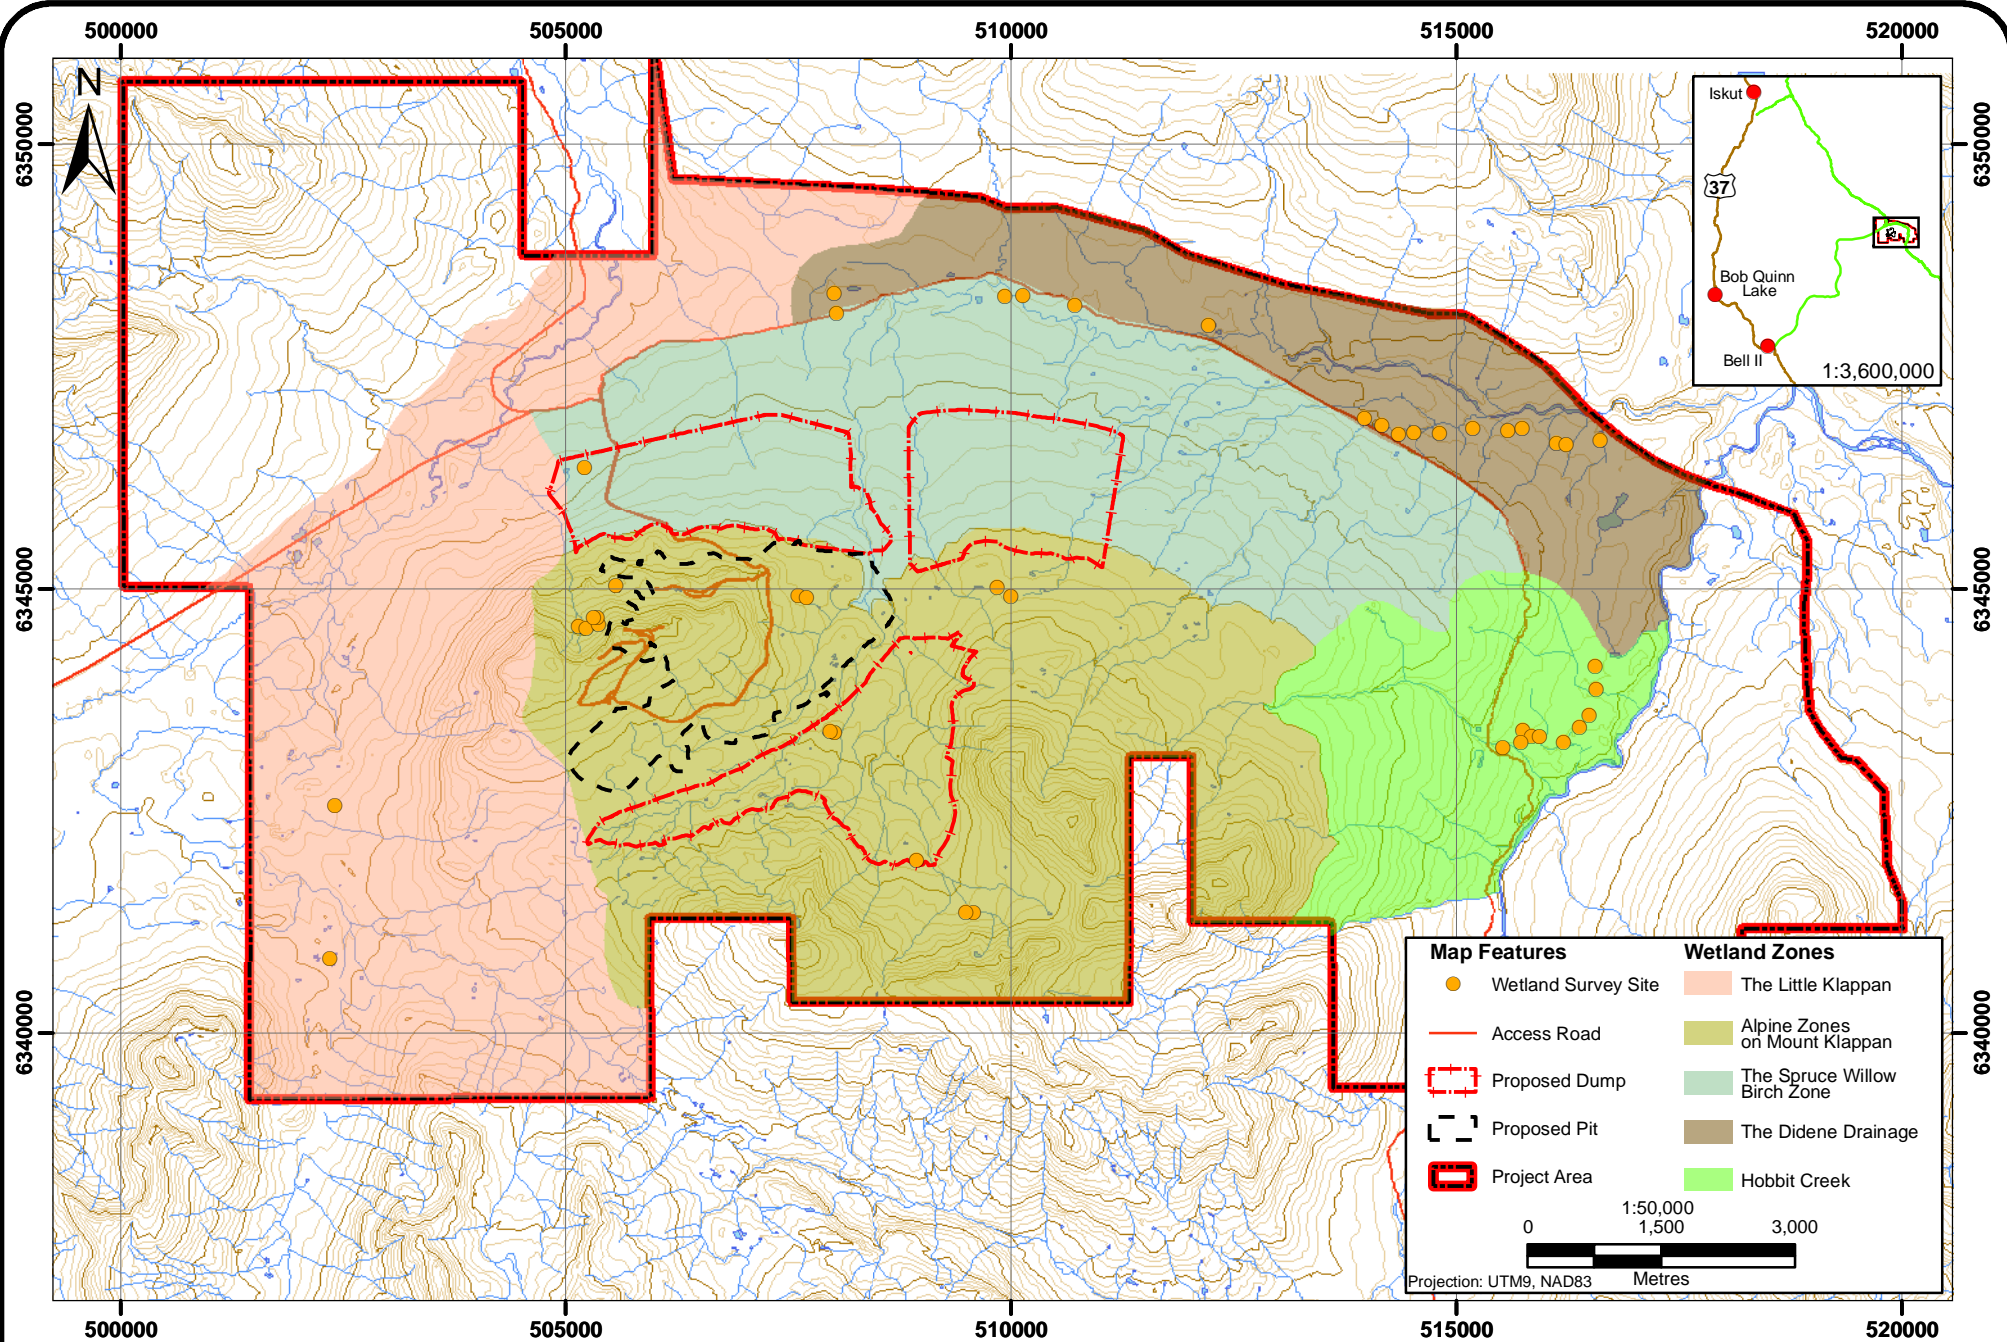 500000 505000 510000 515000 520000
N
6350000
6350000
Iskut
37
Bob Quinn
Lake
Bell II
1:3,600,000
6345000
6345000
6340000
6340000
Map Features
Wetland Survey Site
Access Road
Proposed Dump
Proposed Pit
Project Area
Wetland Zones
The Little Klappan
Alpine Zones
on Mount Klappan
The Spruce Willow
Birch Zone
The Didene Drainage
Hobbit Creek
1:50,000
0 1,500 3,000
Projection: UTM9, NAD83
Metres
500000 505000 510000 515000 520000